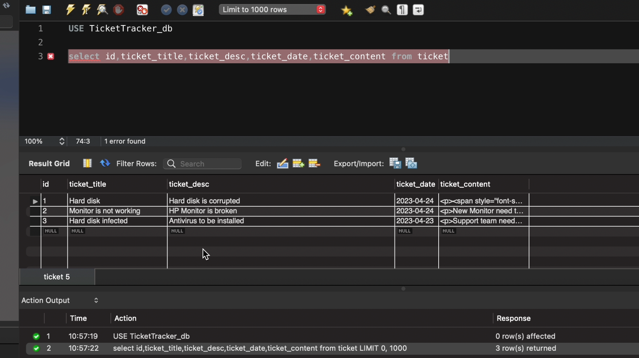 Limit to 1000 rows
1 USE TicketTracker_db
2
3 select id,ticket_title,ticket_desc,ticket_date,ticket_content from ticket
100% 74:3 1 error found
Result Grid Filter Rows: Search Edit: Export/Import:
id ticket_title ticket_desc ticket_date ticket_content
1 Hard disk Hard disk is corrupted 2023-04-24 <p><span style="font-s...
2 Monitor is not working HP Monitor is broken 2023-04-24 <p>New Monitor need t...
3 Hard disk infected Antivirus to be installed 2023-04-23 <p>Support team need...
NULL NULL NULL NULL NULL
ticket 5
Action Output
Time Action Response
1 10:57:19 USE TicketTracker_db 0 row(s) affected
2 10:57:22 select id,ticket_title,ticket_desc,ticket_date,ticket_content from ticket LIMIT 0, 1000 3 row(s) returned